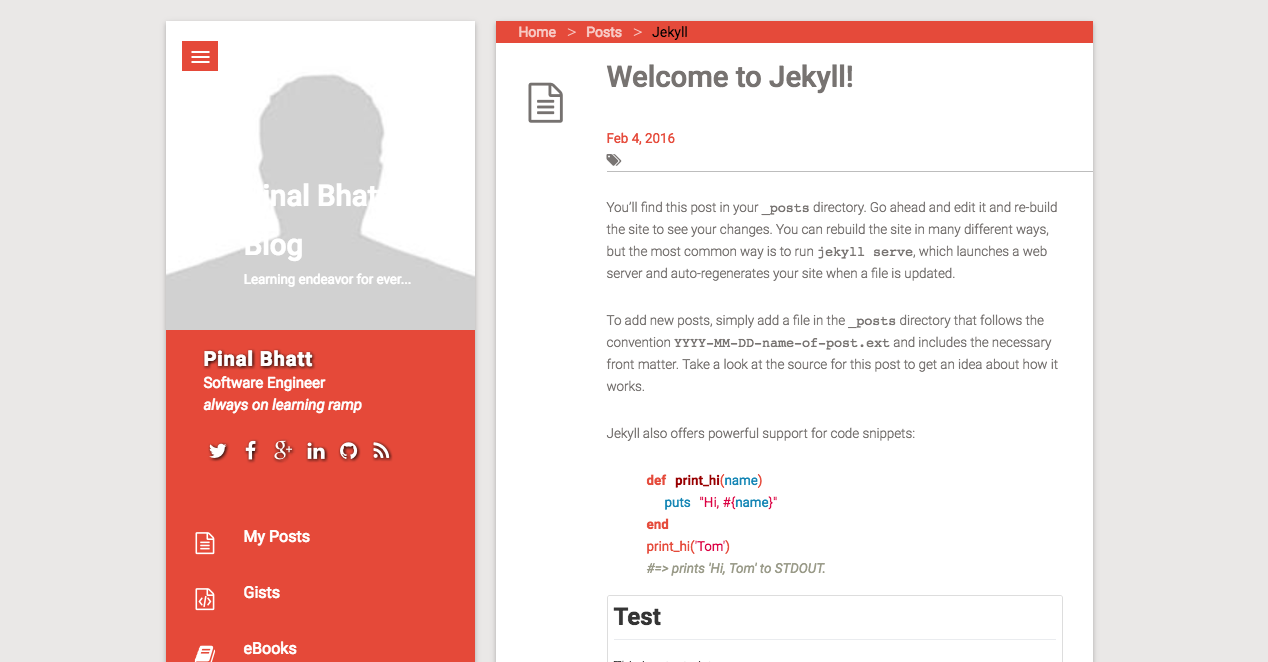 Pinal Bhatt
Blog
Learning endeavor for ever...
Pinal Bhatt
Software Engineer
always on learning ramp
My Posts
Gists
eBooks
Home > Posts > Jekyll
Welcome to Jekyll!
Feb 4, 2016
You’ll find this post in your _posts directory. Go ahead and edit it and re-build
the site to see your changes. You can rebuild the site in many different ways,
but the most common way is to run jekyll serve, which launches a web
server and auto-regenerates your site when a file is updated.
To add new posts, simply add a file in the _posts directory that follows the
convention YYYY-MM-DD-name-of-post.ext and includes the necessary
front matter. Take a look at the source for this post to get an idea about how it
works.
Jekyll also offers powerful support for code snippets:
def print_hi(name)
puts "Hi, #{name}"
end
print_hi('Tom')
#=> prints 'Hi, Tom' to STDOUT.
Test